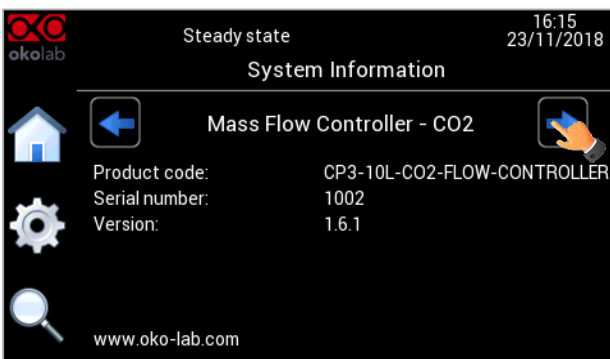 16:15
Steady state
23/11/2018
okolab
System Information
Mass Flow Controller - CO2
Product code: CP3-10L-CO2-FLOW-CONTROLLER
Serial number: 1002
Version: 1.6.1
www.oko-lab.com